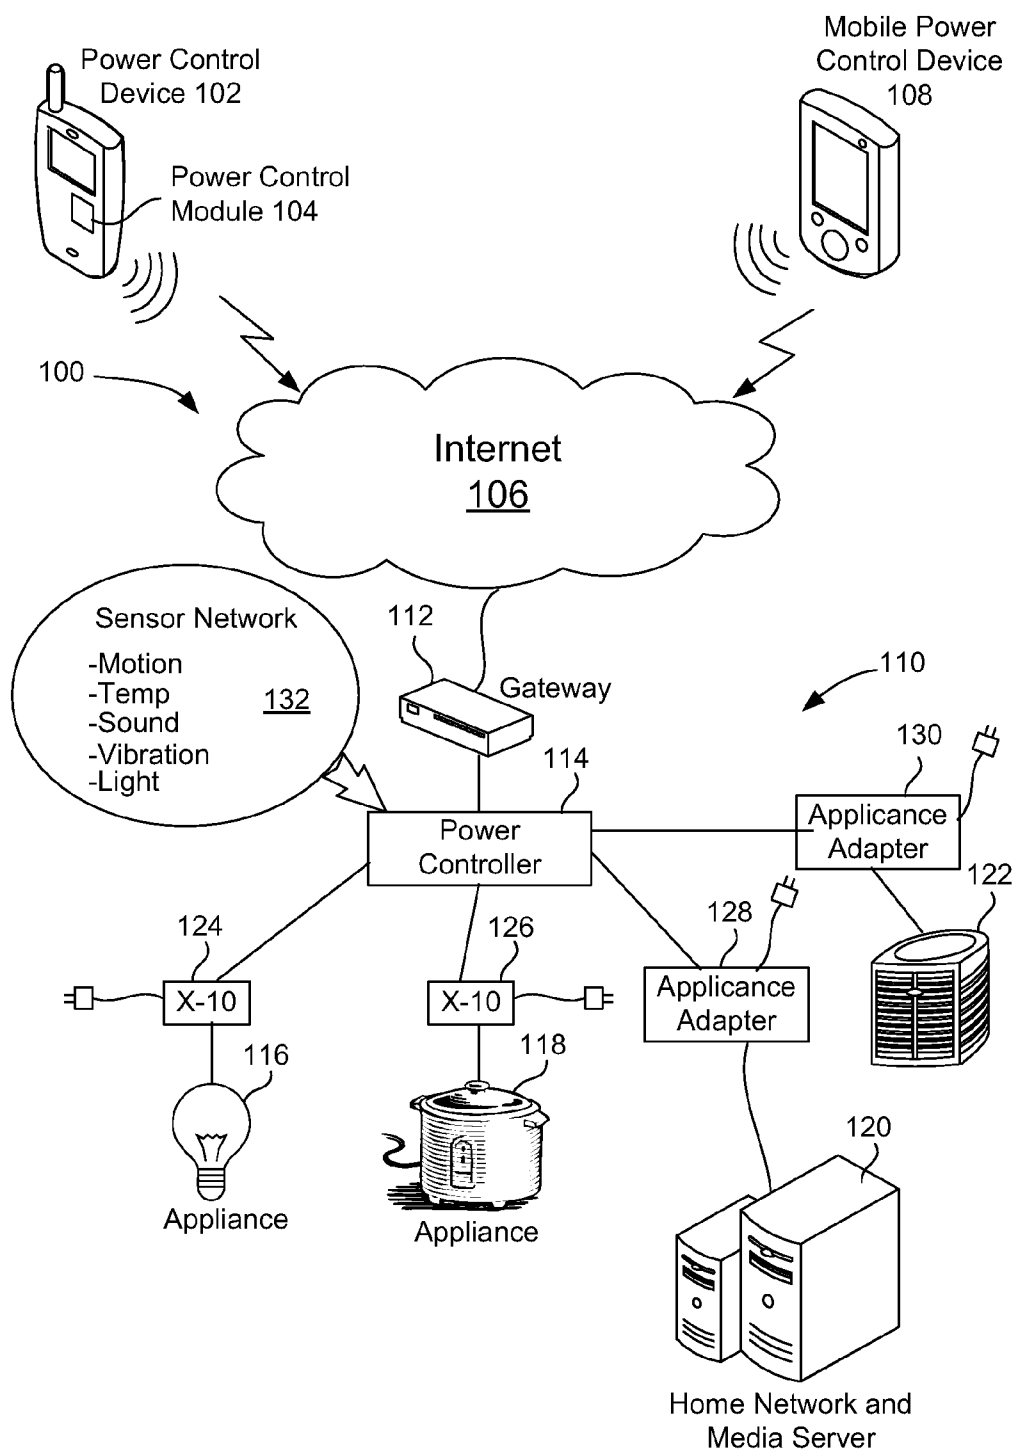 Power Control
Device 102
Mobile Power
Control Device
108
Power Control
Module 104
100
Internet
106
Sensor Network
-Motion
-Temp
-Sound
-Vibration
-Light
132
112
Gateway
110
114
130
Power
Controller
Applicance
Adapter
122
124
126
128
X-10
X-10
Applicance
Adapter
116
118
120
Appliance
Appliance
Home Network and
Media Server